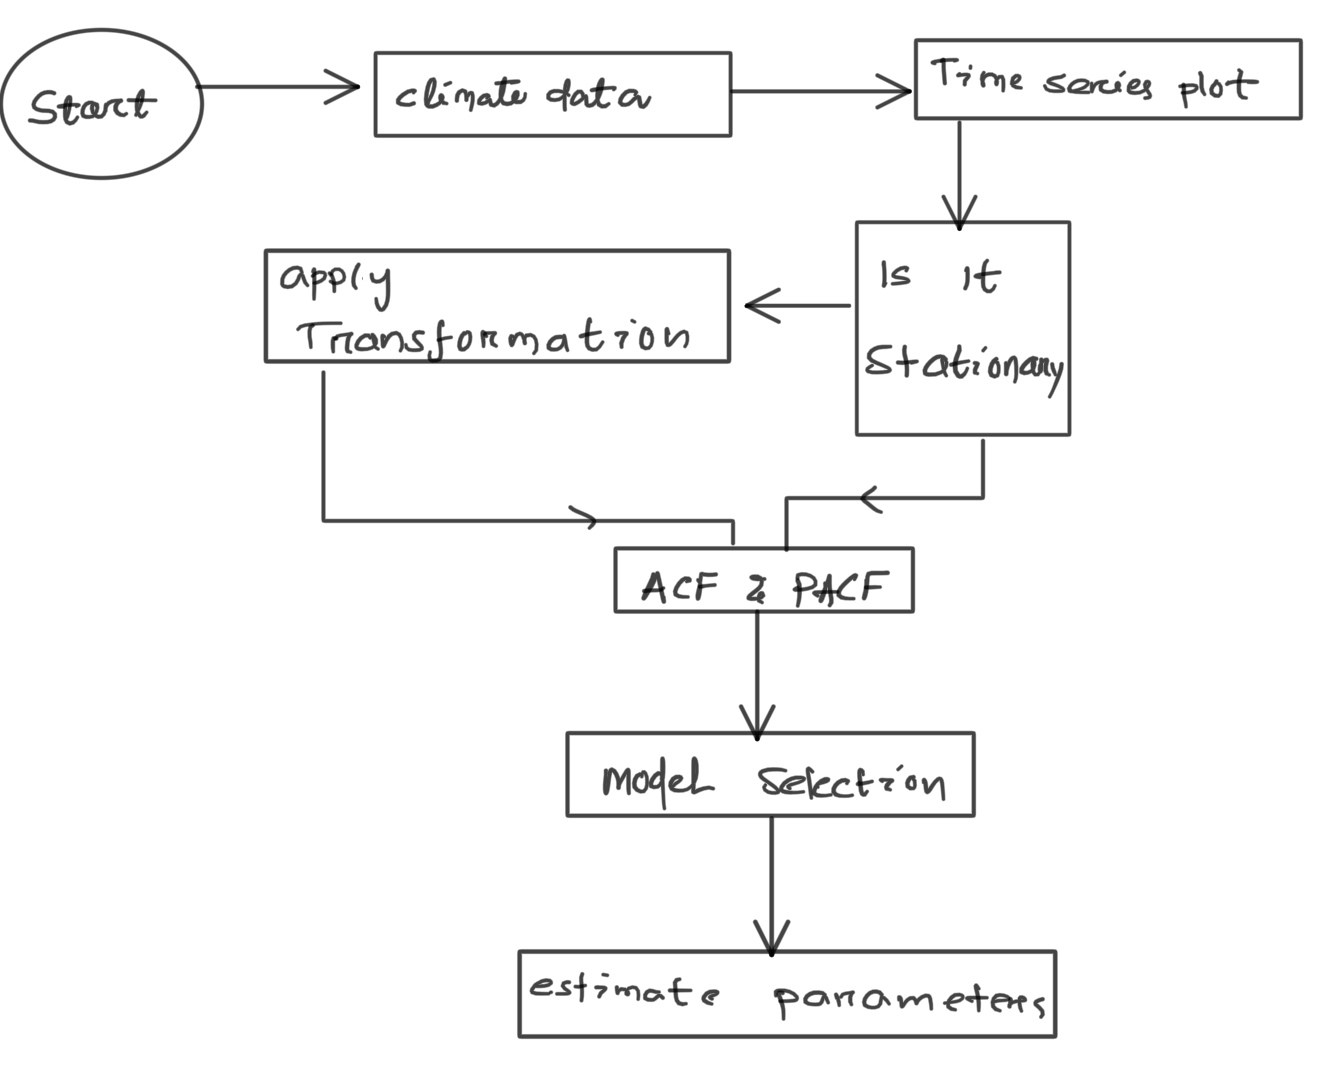 Start
climate data
Time series plot
Is it
Stationary
apply
Transformation
ACF & PACF
Model Selection
estimate parameters